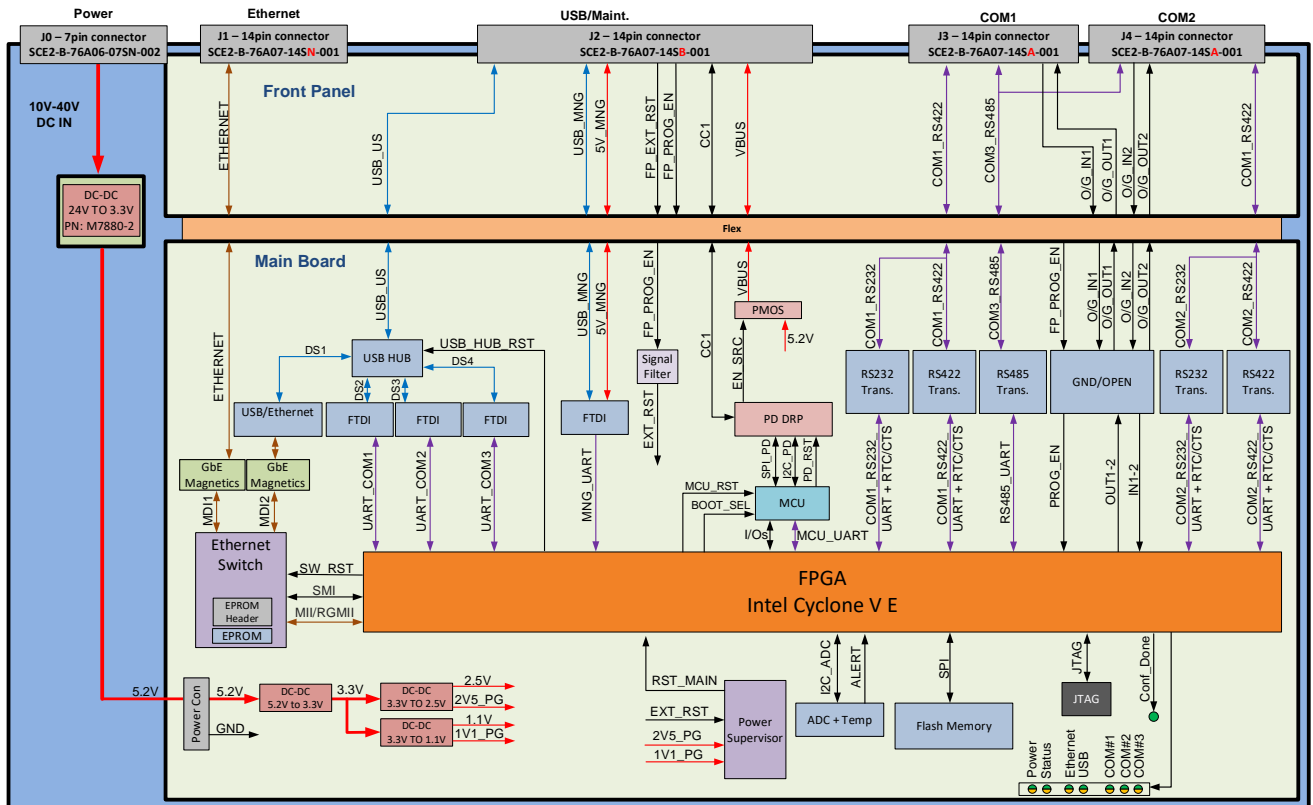 Power
Ethernet
USB/Maint.
COM1
COM2
J0 – 7pin connector
SCE2-B-76A06-07SN-002
J1 – 14pin connector
SCE2-B-76A07-14SN-001
J2 – 14pin connector
SCE2-B-76A07-14SB-001
J3 – 14pin connector
SCE2-B-76A07-14SA-001
J4 – 14pin connector
SCE2-B-76A07-14SA-001
Front Panel
10V-40V
DC IN
ETHERNET
USB_US
USB_MNG
5V_MNG
FP_EXT_RST
FP_PROG_EN
CC1
VBUS
COM1_RS422
COM3_RS485
O/G_IN1
O/G_OUT1
O/G_IN2
O/G_OUT2
COM1_RS422
DC-DC
24V TO 3.3V
PN: M7880-2
Flex
Main Board
ETHERNET
USB_US
USB_MNG
5V_MNG
FP_PROG_EN
CC1
VBUS
PMOS
5.2V
EN_SRC
COM1_RS232
COM1_RS422
COM3_RS485
FP_PROG_EN
O/G_IN1
O/G_OUT1
O/G_IN2
O/G_OUT2
COM2_RS232
COM2_RS422
DS1
USB HUB
USB_HUB_RST
DS4
DS2
DS3
Signal
Filter
EXT_RST
RS232
Trans.
RS422
Trans.
RS485
Trans.
GND/OPEN
RS232
Trans.
RS422
Trans.
USB/Ethernet
FTDI
FTDI
FTDI
FTDI
PD DRP
GbE
Magnetics
GbE
Magnetics
MDI1
MDI2
UART_COM1
UART_COM2
UART_COM3
MNG_UART
SPI_PD
I2C_PD
PD_RST
MCU_RST
BOOT_SEL
MCU
I/Os
MCU_UART
COM1_RS232_
UART + RTC/CTS
COM1_RS422_
UART + RTC/CTS
RS485_UART
PROG_EN
OUT1-2
IN1-2
COM2_RS232_
UART + RTC/CTS
COM2_RS422_
UART + RTC/CTS
Ethernet
Switch
EPROM
Header
EPROM
SW_RST
SMI
MII/RGMII
FPGA
Intel Cyclone V E
5.2V
Power Con
5.2V
GND
DC-DC
5.2V to 3.3V
3.3V
DC-DC
3.3V TO 2.5V
2.5V
2V5_PG
DC-DC
3.3V TO 1.1V
1.1V
1V1_PG
RST_MAIN
EXT_RST
2V5_PG
1V1_PG
Power
Supervisor
I2C_ADC
ALERT
ADC + Temp
SPI
Flash Memory
JTAG
JTAG
Conf_Done
Power
Status
Ethernet
USB
COM#1
COM#2
COM#3